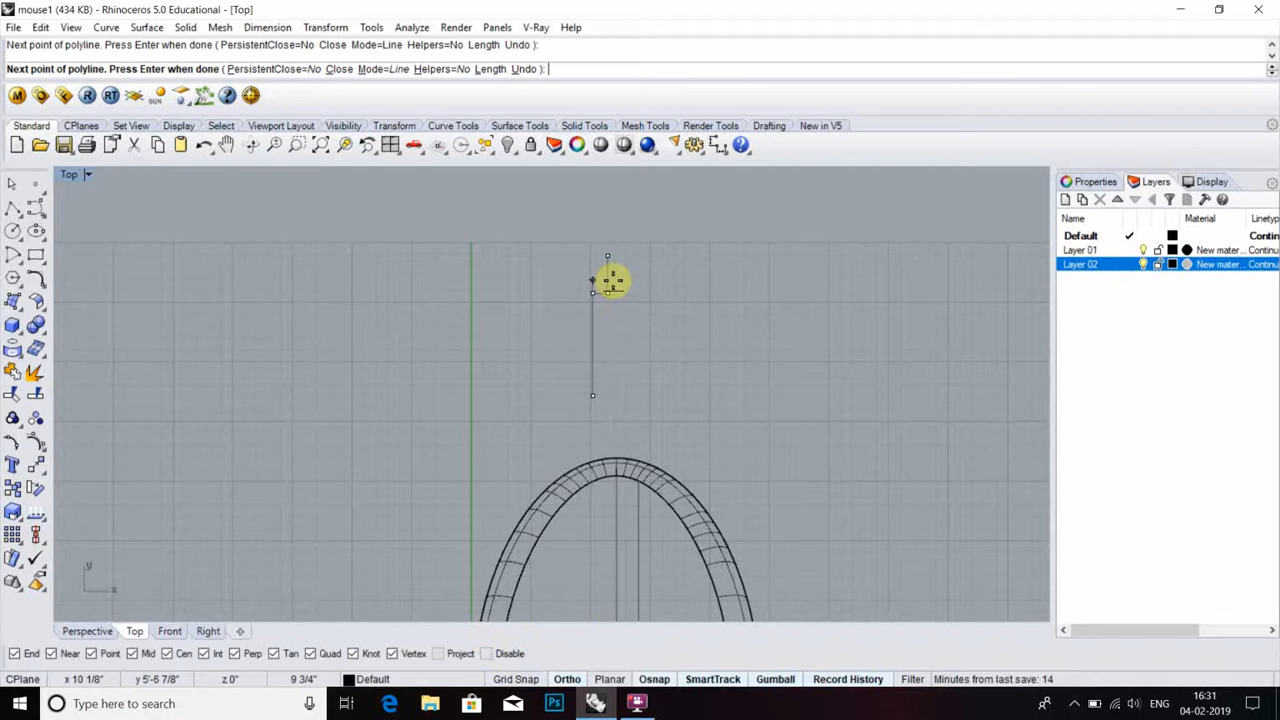 mouse1 (434 KB) - Rhinoceros 5.0 Educational - [Top]
File Edit View Curve Surface Solid Mesh Dimension Transform Tools Analyze Render Panels V-Ray Help
Next point of polyline. Press Enter when done ( PersistentClose=No Close Mode=Line Helpers=No Length Undo ):
Next point of polyline. Press Enter when done ( PersistentClose=No Close Mode=Line Helpers=No Length Undo ):
M R RT SUN ?
Standard CPlanes Set View Display Select Viewport Layout Visibility Transform Curve Tools Surface Tools Solid Tools Mesh Tools Render Tools Drafting New in V5
Top
Properties Layers Display
Name Material Linetyp
Default Contin
Layer 01 New mater... Contin
Layer 02 New mater... Contin
y
x
Perspective Top Front Right
End Near Point Mid Cen Int Perp Tan Quad Knot Vertex Project Disable
CPlane x 10 1/8" y 5'-6 7/8" z 0" 9 3/4" Default Grid Snap Ortho Planar Osnap SmartTrack Gumball Record History Filter Minutes from last save: 14
Type here to search Ps ENG 16:31
04-02-2019